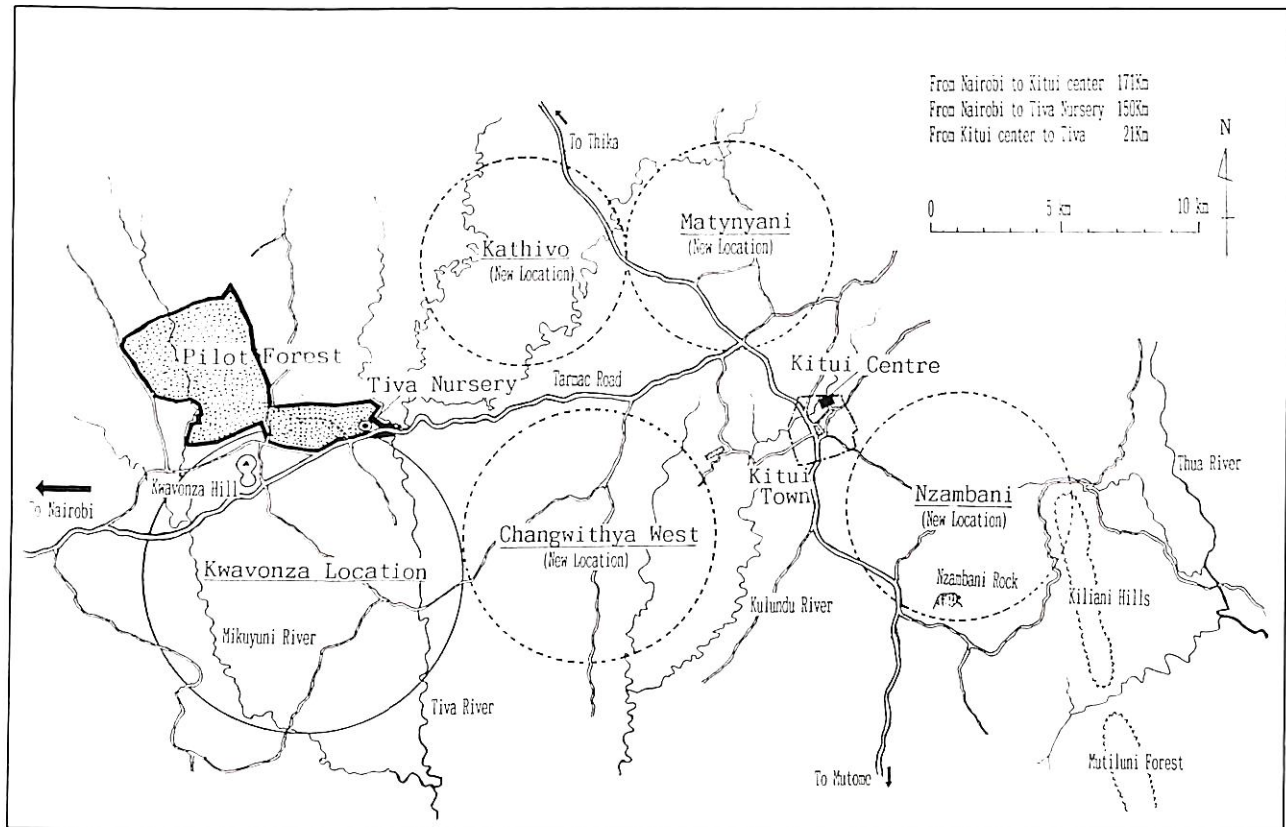 From Nairobi to Kitui center 171Km
From Nairobi to Tiva Nursery 150Km
From Kitui center to Tiva 21Km
N
0 5 km 10 km
To Thika
Matynyani
(New Location)
Kathivo
(New Location)
Pilot Forest
Tiva Nursery
Tarmac Road
Kitui Centre
Kwavonza Hill
To Nairobi
Kitui
Town
Thua River
Nzambani
(New Location)
Changwithya West
(New Location)
Kwavonza Location
Nzambani Rock
Kiliani Hills
Kulundu River
Mikuyuni River
Tiva River
To Mutomo
Mutiluni Forest